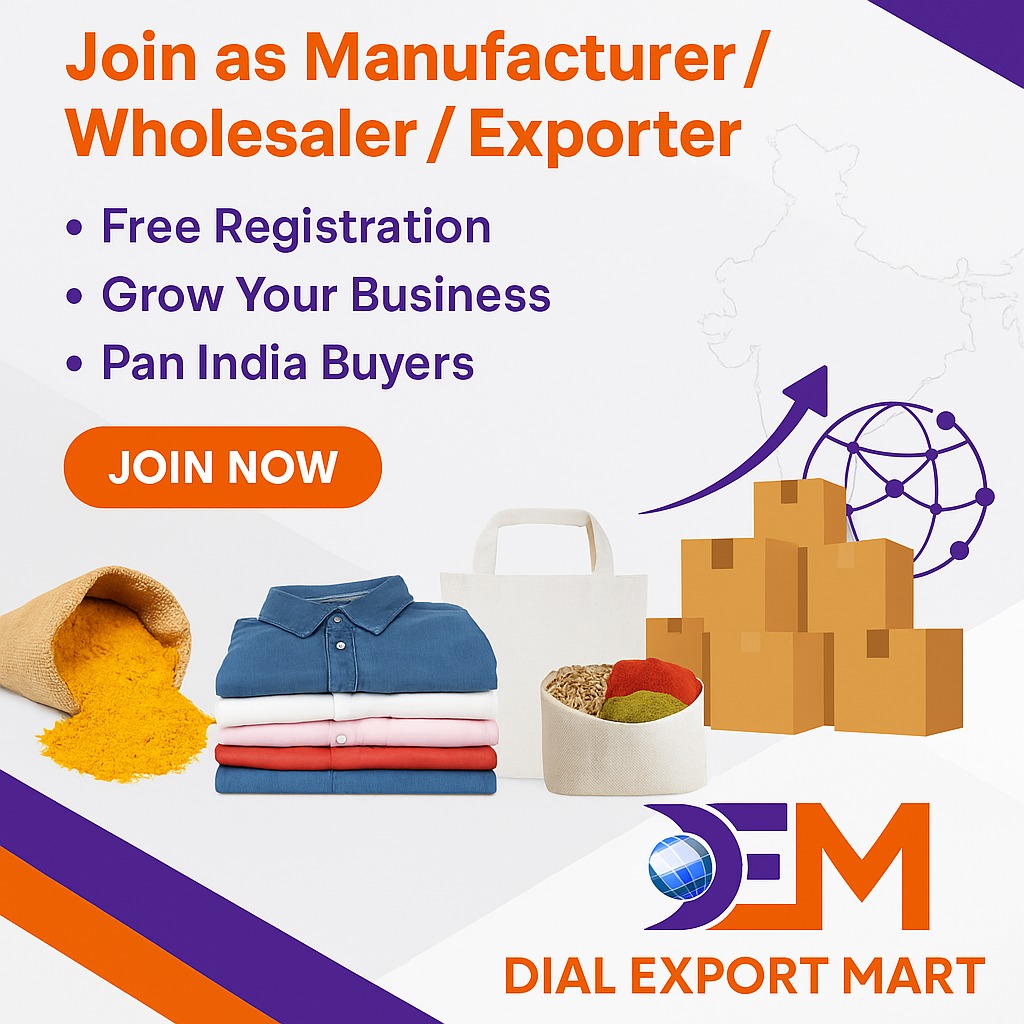 Join as Manufacturer /
Wholesaler / Exporter
• Free Registration
• Grow Your Business
• Pan India Buyers
JOIN NOW
DEM
DIAL EXPORT MART